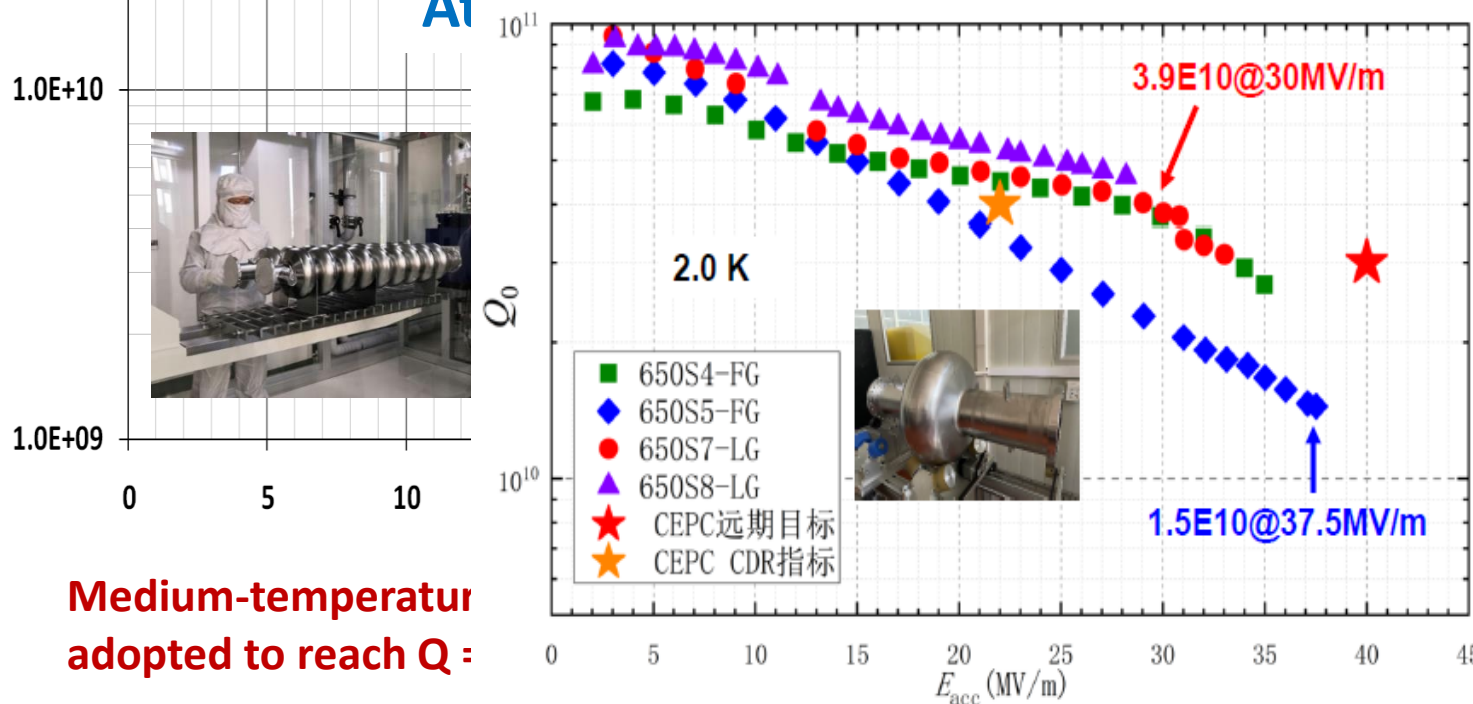 At
1.0E+10
1.0E+09
0 5 10
Medium-temperatur
adopted to reach Q =
10¹¹
10¹⁰
Q₀
3.9E10@30MV/m
2.0 K
650S4-FG
650S5-FG
650S7-LG
650S8-LG
CEPC远期目标
CEPC CDR指标
1.5E10@37.5MV/m
0 5 10 15 20 25 30 35 40 45
Eacc (MV/m)